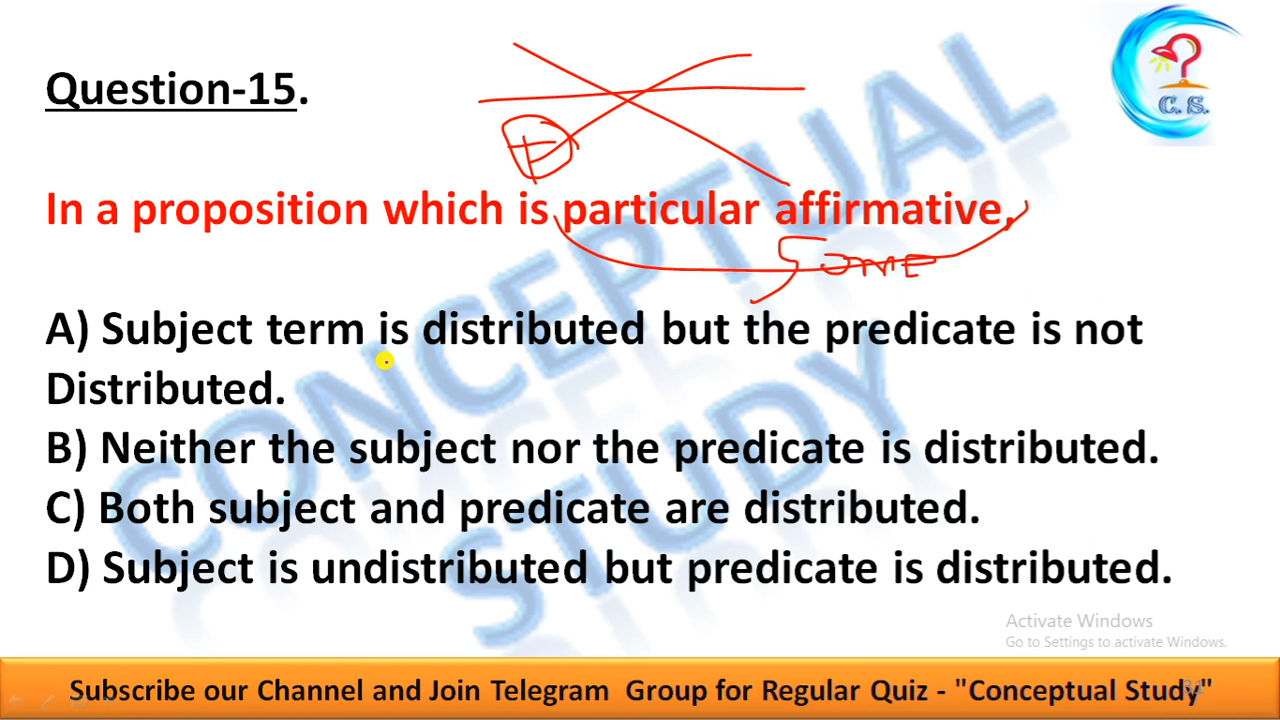 Question-15.
C. S.
In a proposition which is particular affirmative,
SOME
A) Subject term is distributed but the predicate is not
Distributed.
B) Neither the subject nor the predicate is distributed.
C) Both subject and predicate are distributed.
D) Subject is undistributed but predicate is distributed.
CONCEPTUAL
STUDY
Activate Windows
Go to Settings to activate Windows.
Subscribe our Channel and Join Telegram Group for Regular Quiz - "Conceptual Study"